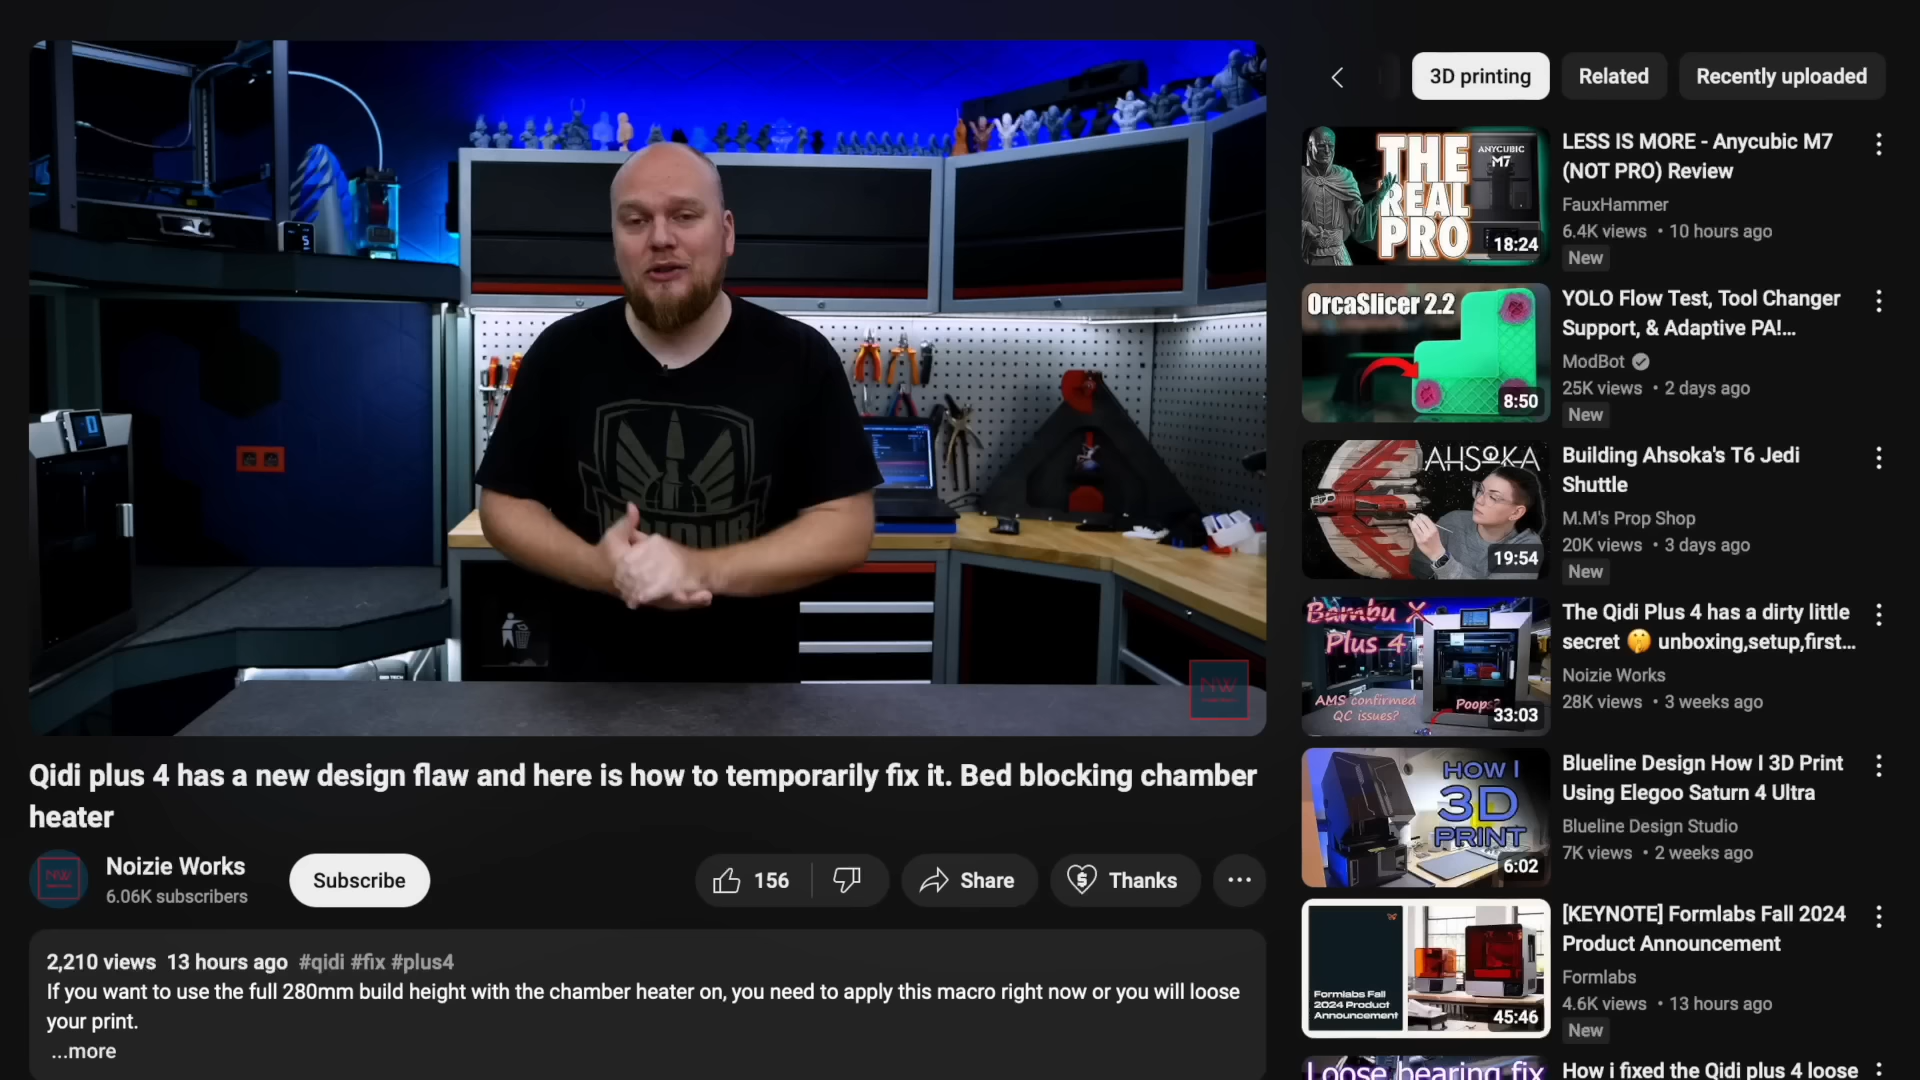 3D printing
Related
Recently uploaded
THE
REAL
PRO
ANYCUBIC
M7
18:24
LESS IS MORE - Anycubic M7
(NOT PRO) Review
FauxHammer
6.4K views • 10 hours ago
New
OrcaSlicer 2.2
8:50
YOLO Flow Test, Tool Changer
Support, & Adaptive PA!...
ModBot
25K views • 2 days ago
New
AHSOKA
19:54
Building Ahsoka's T6 Jedi
Shuttle
M.M's Prop Shop
20K views • 3 days ago
New
Bambu X
Plus 4
AMS confirmed
QC issues?
Poops?
33:03
The Qidi Plus 4 has a dirty little
secret 🤫 unboxing,setup,first...
Noizie Works
28K views • 3 weeks ago
HOW I
3D
PRINT
6:02
Blueline Design How I 3D Print
Using Elegoo Saturn 4 Ultra
Blueline Design Studio
7K views • 2 weeks ago
Formlabs Fall
2024 Product
Announcement
45:46
[KEYNOTE] Formlabs Fall 2024
Product Announcement
Formlabs
4.6K views • 13 hours ago
New
Loose bearing fix
How i fixed the Qidi plus 4 loose
NW
Qidi plus 4 has a new design flaw and here is how to temporarily fix it. Bed blocking chamber
heater
NW
Noizie Works
6.06K subscribers
Subscribe
156
Share
Thanks
2,210 views 13 hours ago #qidi #fix #plus4
If you want to use the full 280mm build height with the chamber heater on, you need to apply this macro right now or you will loose
your print.
...more